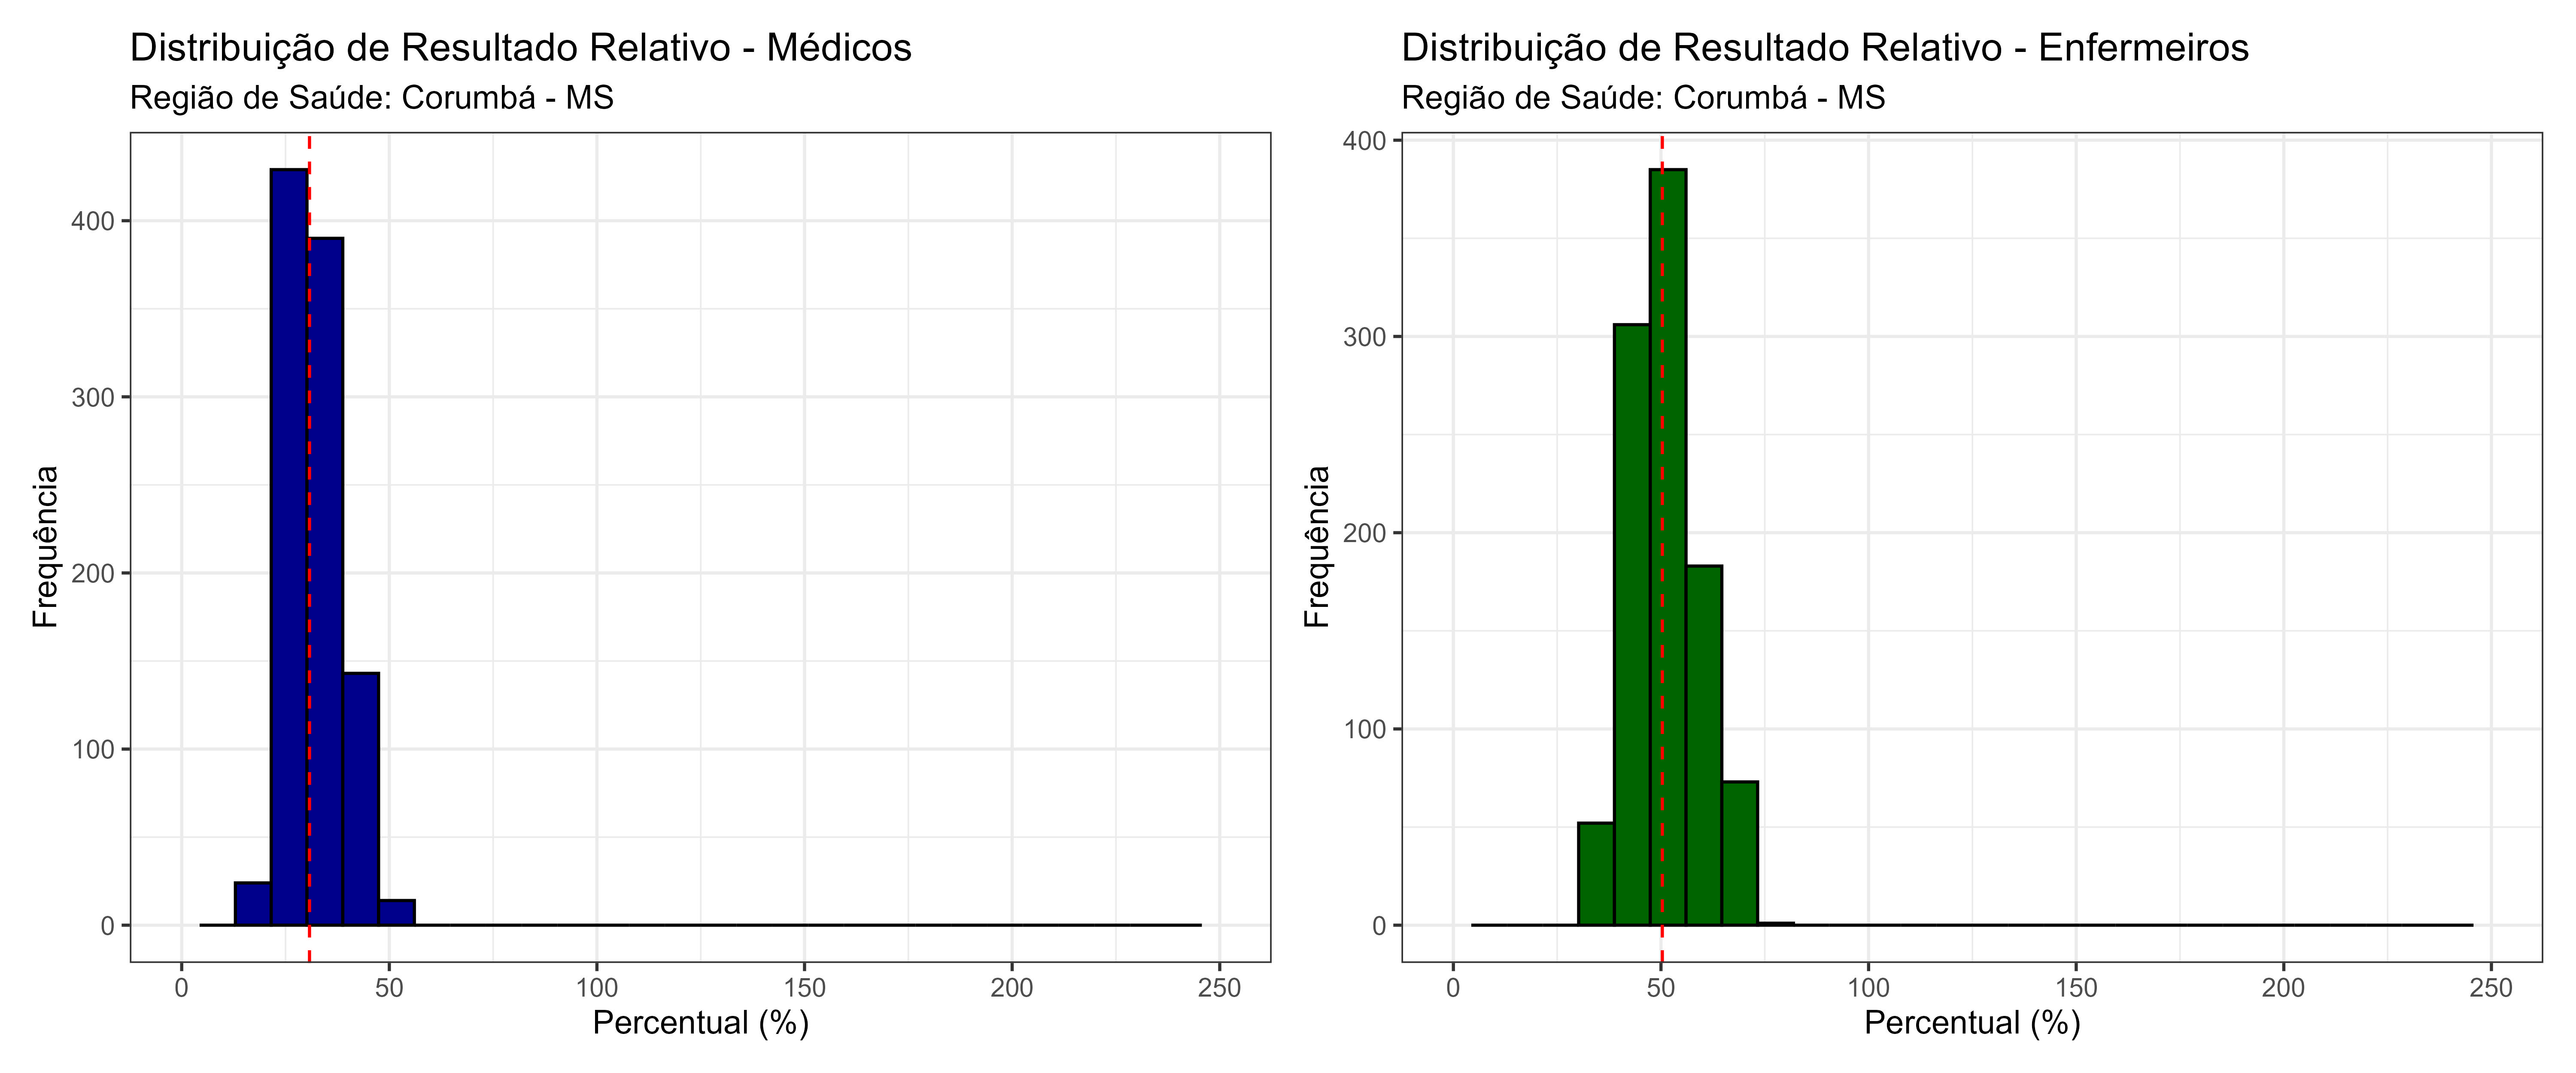 Distribuição de Resultado Relativo - Médicos
Região de Saúde: Corumbá - MS
400
300
200
100
0
Frequência
0 50 100 150 200 250
Percentual (%)
Distribuição de Resultado Relativo - Enfermeiros
Região de Saúde: Corumbá - MS
400
300
200
100
0
Frequência
0 50 100 150 200 250
Percentual (%)